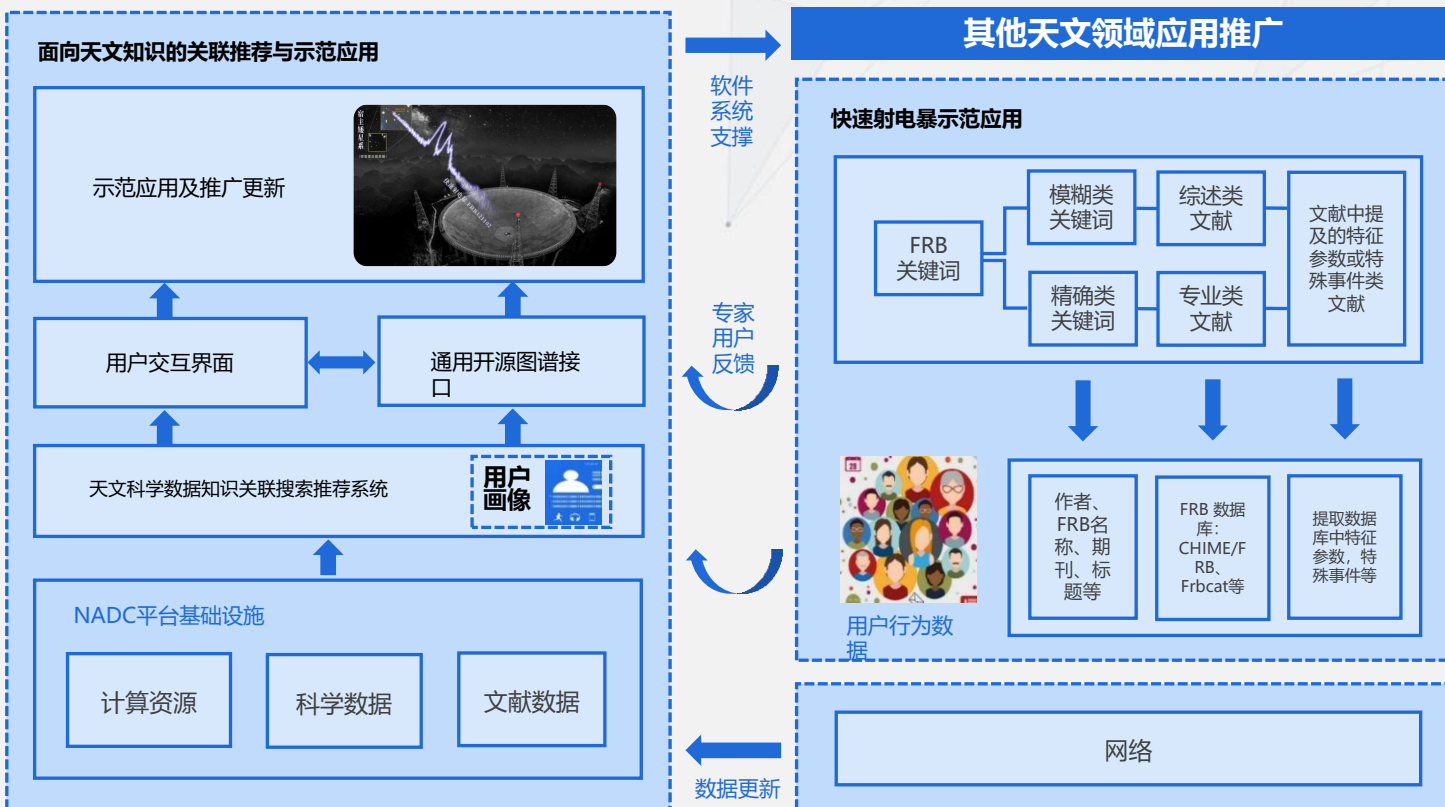 面向天文知识的关联推荐与示范应用
示范应用及推广更新
宿主矮星系
用户交互界面
通用开源图谱接
口
天文科学数据知识关联搜索推荐系统
用户
画像
NADC平台基础设施
计算资源
科学数据
文献数据
软件
系统
支撑
专家
用户
反馈
数据更新
其他天文领域应用推广
快速射电暴示范应用
FRB
关键词
模糊类
关键词
综述类
文献
精确类
关键词
专业类
文献
文献中提
及的特征
参数或特
殊事件类
文献
用户行为数
据
作者、
FRB名
称、期
刊、标
题等
FRB 数据
库：
CHIME/F
RB、
Frbcat等
提取数据
库中特征
参数，特
殊事件等
网络